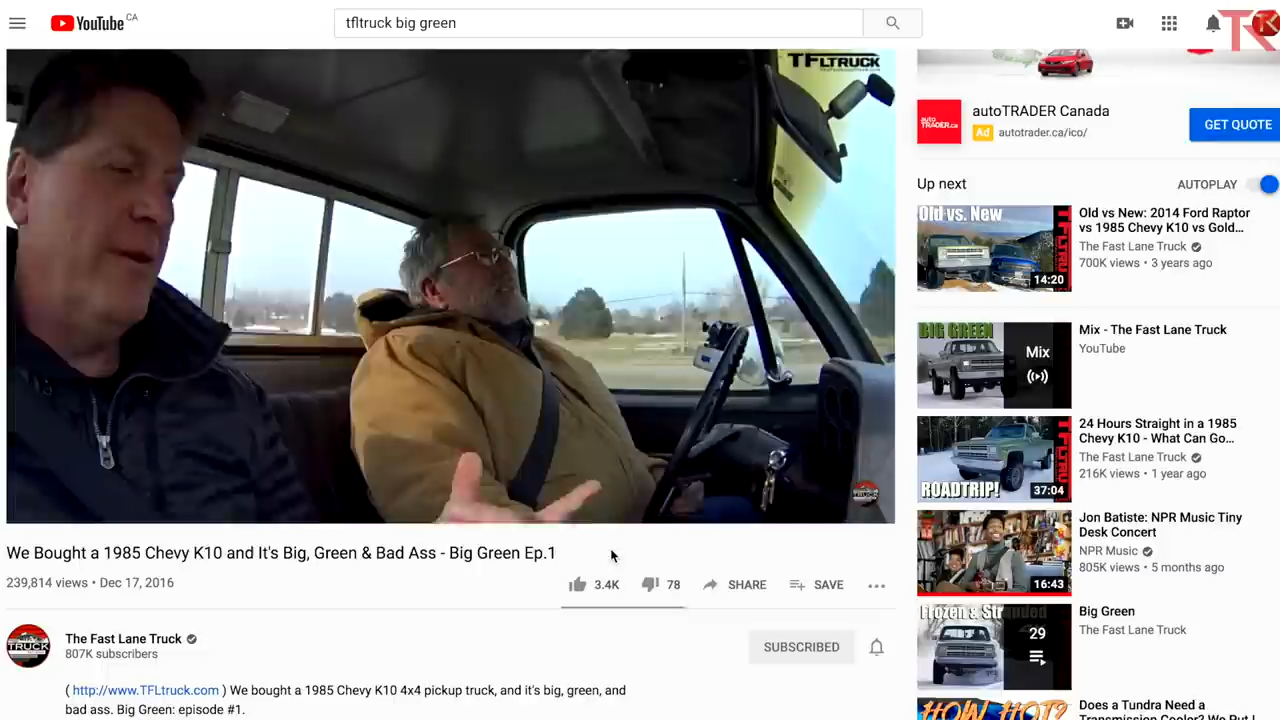 YouTube CA
tfltruck big green
TFLTRUCK
autoTRADER Canada
Ad autotrader.ca/ico/
GET QUOTE
auto
TRADER.ca
Up next
AUTOPLAY
Old vs. New
14:20
Old vs New: 2014 Ford Raptor
vs 1985 Chevy K10 vs Gold...
The Fast Lane Truck
700K views • 3 years ago
BIG GREEN
Mix
Mix - The Fast Lane Truck
YouTube
ROADTRIP!
37:04
24 Hours Straight in a 1985
Chevy K10 - What Can Go...
The Fast Lane Truck
216K views • 1 year ago
16:43
Jon Batiste: NPR Music Tiny
Desk Concert
NPR Music
805K views • 5 months ago
29
Big Green
The Fast Lane Truck
HOW HOT?
Does a Tundra Need a
Transmission Cooler? We Put
We Bought a 1985 Chevy K10 and It's Big, Green & Bad Ass - Big Green Ep.1
239,814 views • Dec 17, 2016
3.4K
78
SHARE
SAVE
TRUCK
The Fast Lane Truck
807K subscribers
SUBSCRIBED
( http://www.TFLtruck.com ) We bought a 1985 Chevy K10 4x4 pickup truck, and it's big, green, and
bad ass. Big Green: episode #1.